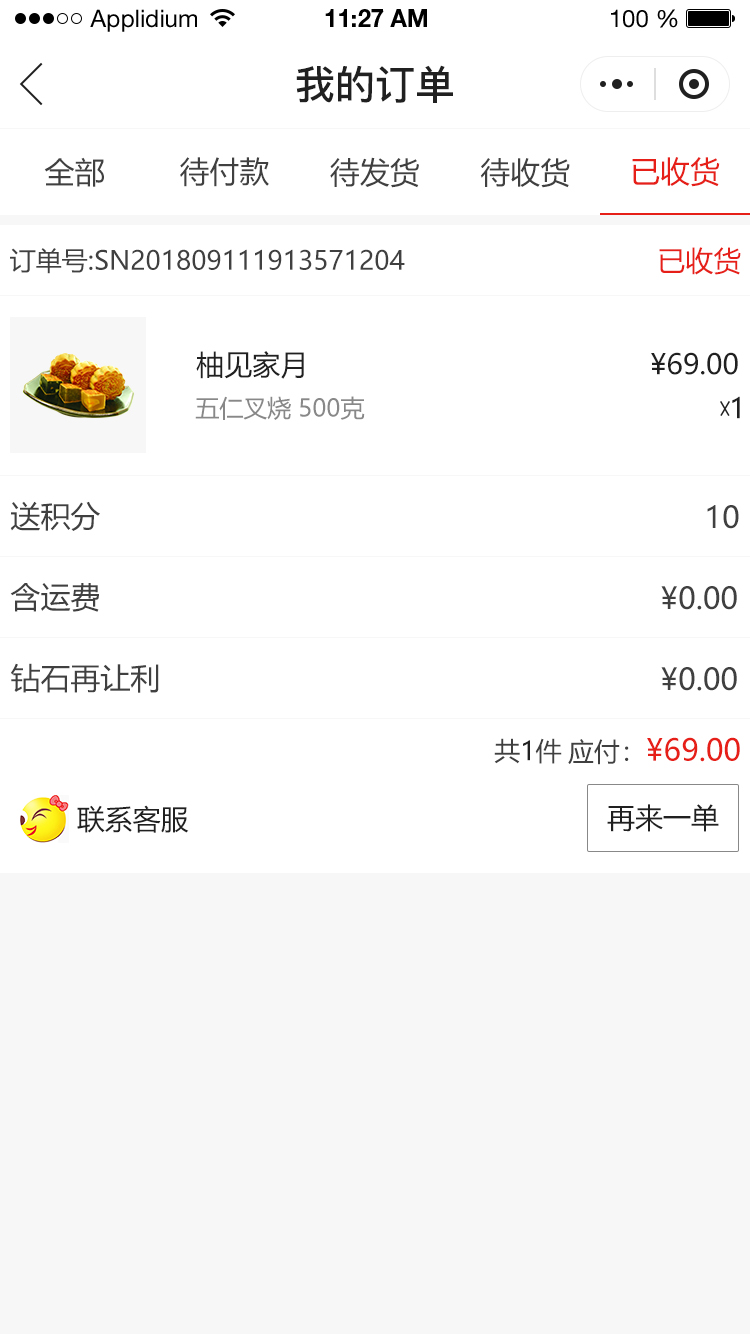 Applidium 11:27 AM 100 %
我的订单
全部 待付款 待发货 待收货 已收货
订单号:SN201809111913571204 已收货
柚见家月 ¥69.00
五仁叉烧 500克 x1
送积分 10
含运费 ¥0.00
钻石再让利 ¥0.00
共1件 应付：¥69.00
联系客服 再来一单